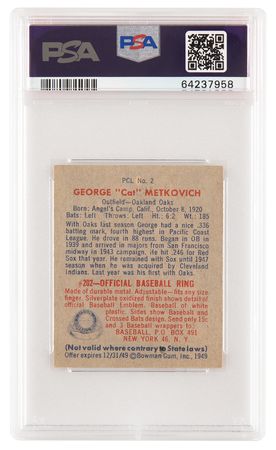 PSA
PSA
64237958
PCL No. 2
GEORGE "Cat" METKOVICH
Outfield—Oakland Oaks
Born: Angel's Camp, Calif. October 8, 1920
Bats: Left Throws: Left Ht: 6:2 Wt: 185
With Oaks last season George had a nice .336
batting mark, fourth highest in Pacific Coast
League. He drove in 88 runs. Began in OB in
1939 and arrived in majors from San Francisco
midway in 1943 campaign. He hit .246 for Red
Sox that year. He remained there until 1947
season when he was acquired by Cleveland
Indians. Last year was his first with Oaks.
#202—OFFICIAL BASEBALL RING
Made of durable metal. Adjustable—fits any size
finger. Silverplate oxidized finish shows detailed
design of Official Baseball Emblem. Baseball of white
plastic. Sides show Baseball and
Crossed Bats design. Send only 15c
and 3 Baseball wrappers to:
BASEBALL, P.O. BOX 491
NEW YORK 46, N. Y.
(Not valid where contrary to State laws)
Offer expires 12/31/49 ©Bowman Gum, Inc., 1949